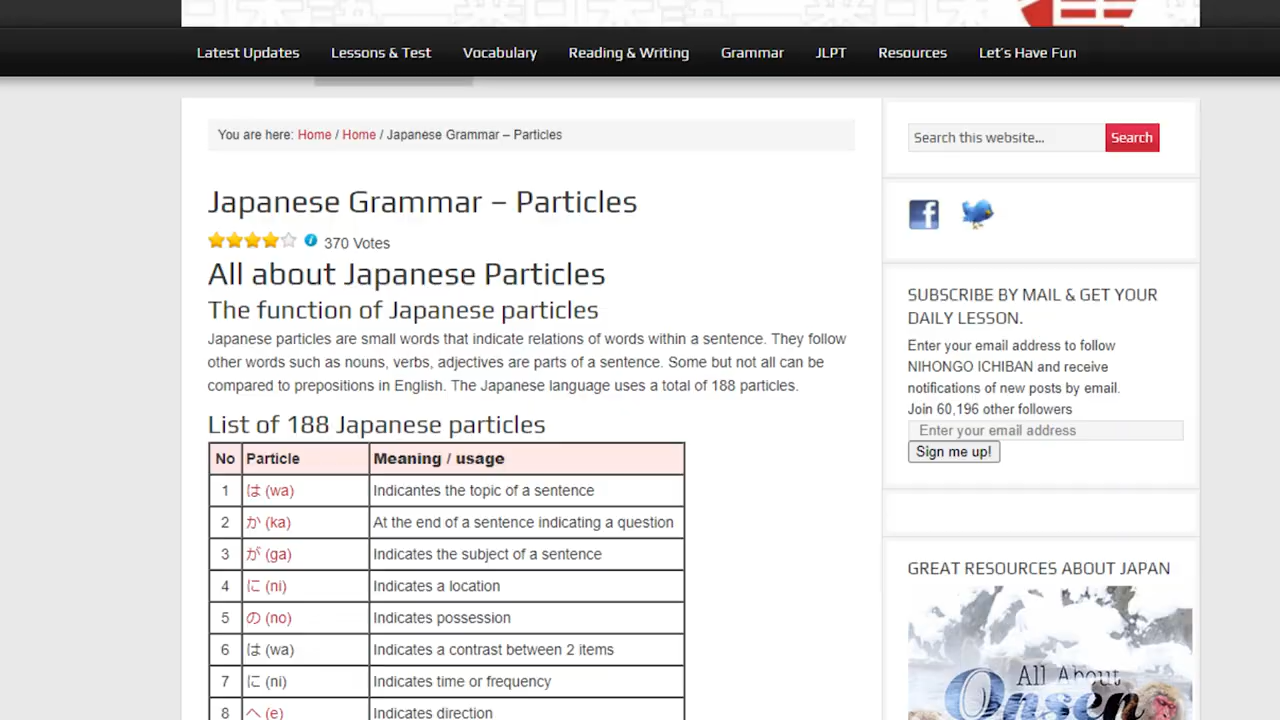 Latest Updates Lessons & Test Vocabulary Reading & Writing Grammar JLPT Resources Let's Have Fun
You are here: Home / Home / Japanese Grammar – Particles
Japanese Grammar – Particles
370 Votes
All about Japanese Particles
The function of Japanese particles
Japanese particles are small words that indicate relations of words within a sentence. They follow
other words such as nouns, verbs, adjectives are parts of a sentence. Some but not all can be
compared to prepositions in English. The Japanese language uses a total of 188 particles.
List of 188 Japanese particles
No Particle Meaning / usage
1 は (wa) Indicantes the topic of a sentence
2 か (ka) At the end of a sentence indicating a question
3 が (ga) Indicates the subject of a sentence
4 に (ni) Indicates a location
5 の (no) Indicates possession
6 は (wa) Indicates a contrast between 2 items
7 に (ni) Indicates time or frequency
8 へ (e) Indicates direction
Search this website... Search
SUBSCRIBE BY MAIL & GET YOUR
DAILY LESSON.
Enter your email address to follow
NIHONGO ICHIBAN and receive
notifications of new posts by email.
Join 60,196 other followers
Enter your email address
Sign me up!
GREAT RESOURCES ABOUT JAPAN
All About
Onsen